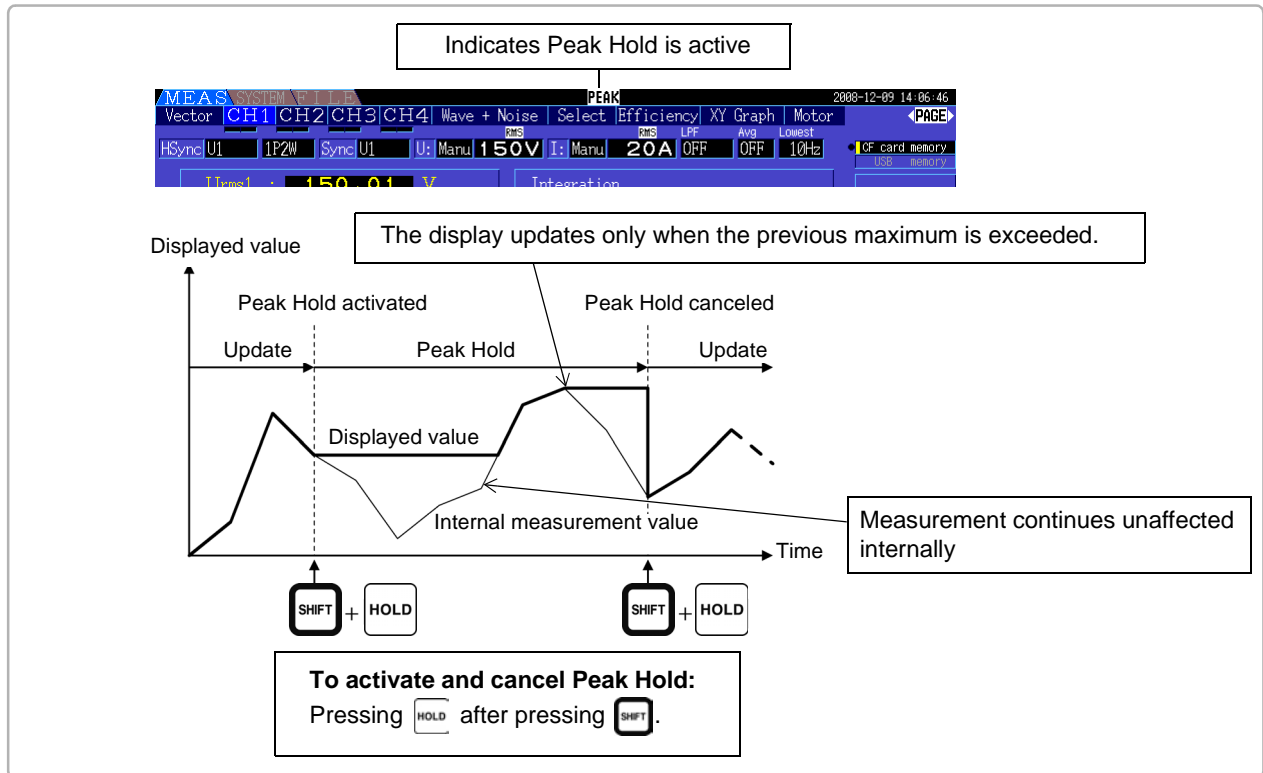 Indicates Peak Hold is active
MEAS SYSTEM FILE PEAK 2008-12-09 14:06:46
Vector CH1 CH2 CH3 CH4 Wave + Noise Select Efficiency XY Graph Motor PAGE
RMS RMS LPF Avg Lowest
HSync U1 1P2W Sync U1 U: Manu 150V I: Manu 20A OFF OFF 10Hz CF card memory
USB memory
Urms1 : 150.01 V Integration
The display updates only when the previous maximum is exceeded.
Displayed value
Peak Hold activated Peak Hold canceled
Update Peak Hold Update
Displayed value
Internal measurement value
Measurement continues unaffected
internally
Time
SHIFT + HOLD SHIFT + HOLD
To activate and cancel Peak Hold:
Pressing HOLD after pressing SHIFT.